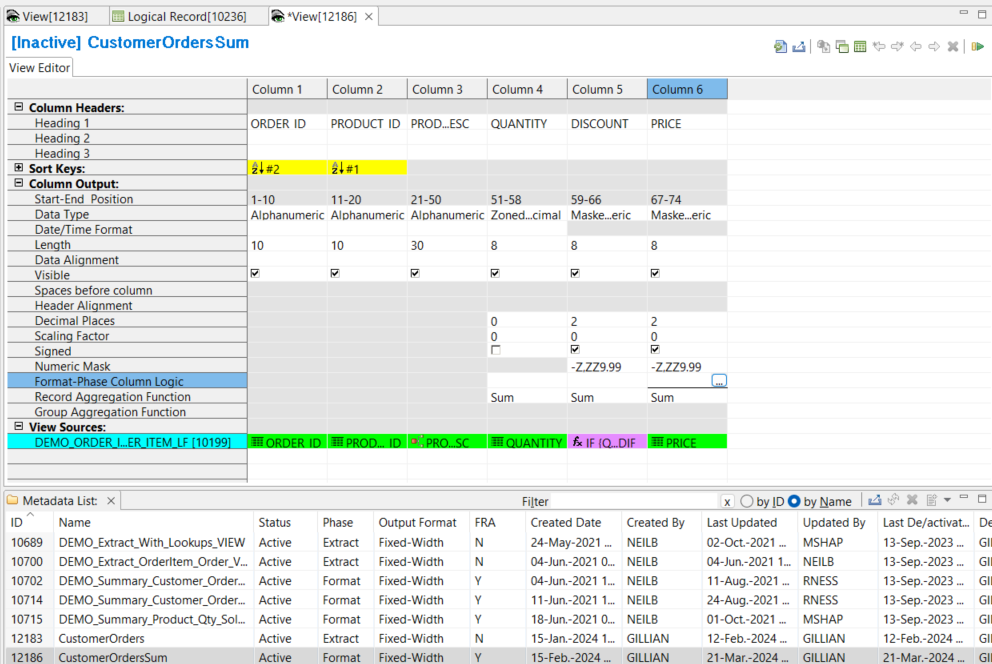 View[12183] Logical Record[10236] *View[12186]
[Inactive] CustomerOrdersSum
View Editor
Column 1 Column 2 Column 3 Column 4 Column 5 Column 6
Column Headers:
Heading 1 ORDER ID PRODUCT ID PROD...ESC QUANTITY DISCOUNT PRICE
Heading 2
Heading 3
Sort Keys: #2 #1
Column Output:
Start-End Position 1-10 11-20 21-50 51-58 59-66 67-74
Data Type Alphanumeric Alphanumeric Alphanumeric Zoned...cimal Maske...eric Maske...eric
Date/Time Format
Length 10 10 30 8 8 8
Data Alignment
Visible
Spaces before column
Header Alignment
Decimal Places 0 2 2
Scaling Factor 0 0 0
Signed
Numeric Mask -Z,ZZ9.99 -Z,ZZ9.99
Format-Phase Column Logic ...
Record Aggregation Function Sum Sum Sum
Group Aggregation Function
View Sources:
DEMO_ORDER_I...ER_ITEM_LF [10199] ORDER ID PROD... ID PRO...SC QUANTITY fx IF (Q...DIF PRICE
Metadata List: Filter x by ID by Name
ID Name Status Phase Output Format FRA Created Date Created By Last Updated Updated By Last De/activat... De
10689 DEMO_Extract_With_Lookups_VIEW Active Extract Fixed-Width N 24-May-2021 ... NEILB 02-Oct.-2021 ... MSHAP 13-Sep.-2023 ... GII
10700 DEMO_Extract_OrderItem_Order_V... Active Extract Fixed-Width N 04-Jun.-2021 0... NEILB 04-Jun.-2021 1... NEILB 13-Sep.-2023 ... GII
10702 DEMO_Summary_Customer_Order... Active Format Fixed-Width Y 04-Jun.-2021 1... NEILB 11-Aug.-2021 ... RNESS 13-Sep.-2023 ... GII
10714 DEMO_Summary_Customer_Order... Active Format Fixed-Width Y 11-Jun.-2021 1... NEILB 24-Aug.-2021 ... RNESS 13-Sep.-2023 ... GII
10715 DEMO_Summary_Product_Qty_Sol... Active Format Fixed-Width Y 18-Jun.-2021 0... NEILB 01-Oct.-2021 ... MSHAP 13-Sep.-2023 ... GII
12183 CustomerOrders Active Extract Fixed-Width N 15-Jan.-2024 1... GILLIAN 12-Feb.-2024 ... GILLIAN 12-Feb.-2024 ... GII
12186 CustomerOrdersSum Active Format Fixed-Width Y 15-Feb.-2024 ... GILLIAN 21-Mar.-2024 ... GILLIAN 21-Mar.-2024 ... GII